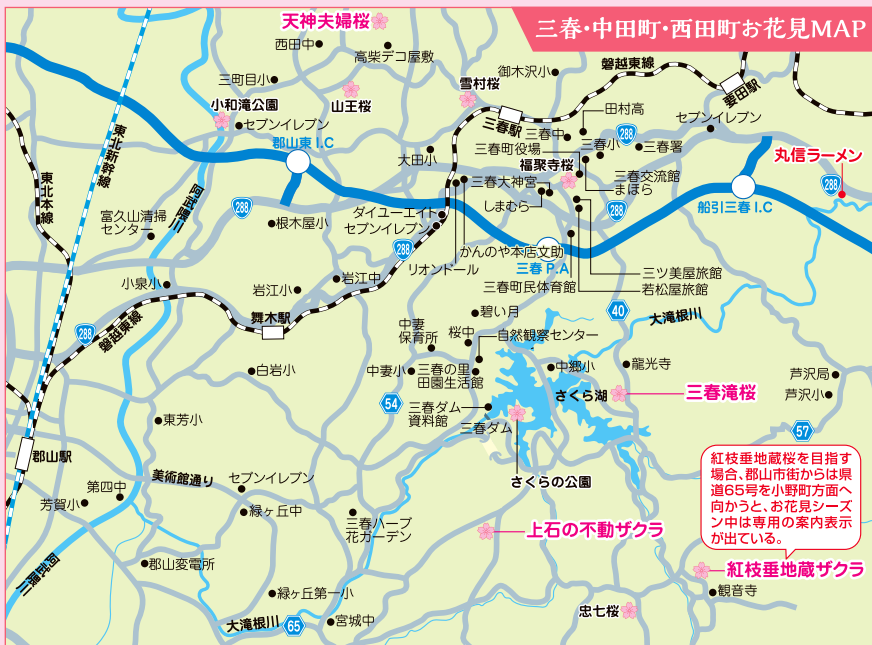 三春・中田町・西田町お花見MAP
天神夫婦桜
西田中
高柴デコ屋敷
三町目小
山王桜
小和滝公園
セブンイレブン
郡山東I.C
御木沢小
雪村桜
磐越東線
要田駅
三春駅
三春中
田村高
288
三春小
三春署
セブンイレブン
三春町役場
福聚寺桜
三春交流館
まほら
丸信ラーメン
288
大田小
三春大神宮
しまむら
288
船引三春I.C
東北新幹線
東北本線
阿武隈川
富久山清掃
センター
288
根木屋小
ダイユーエイト
セブンイレブン
288
かんのや本店文助
リオンドール
三春P.A
三春町民体育館
三ツ美屋旅館
若松屋旅館
小泉小
岩江小
岩江中
舞木駅
288
磐越東線
碧い月
40
大滝根川
中妻
保育所
桜中
自然観察センター
白岩小
中妻小
三春の里
田園生活館
中郷小
龍光寺
さくら湖
三春滝桜
芦沢局
芦沢小
54
三春ダム
資料館
三春ダム
57
東芳小
郡山駅
美術館通り
セブンイレブン
さくらの公園
第四中
芳賀小
緑ヶ丘中
三春ハーブ
花ガーデン
上石の不動ザクラ
紅枝垂地蔵桜を目指す
場合、郡山市街からは県
道65号を小野町方面へ
向かうと、お花見シーズ
ン中は専用の案内表示
が出ている。
紅枝垂地蔵ザクラ
観音寺
郡山変電所
阿武隈川
緑ヶ丘第一小
大滝根川
65
宮城中
忠七桜